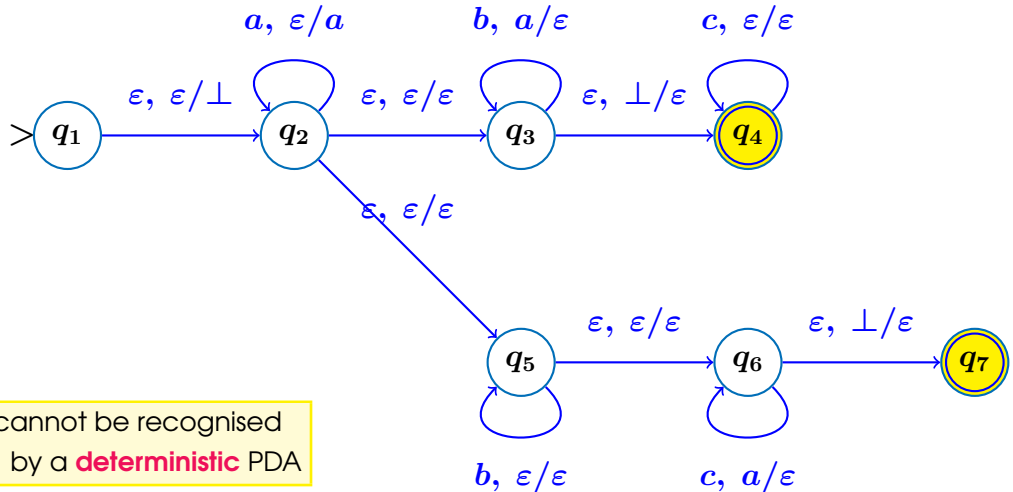 a, ε/a
b, a/ε
c, ε/ε
ε, ε/⊥
ε, ε/ε
ε, ⊥/ε
>
q₁
q₂
q₃
q₄
ε, ε/ε
ε, ε/ε
ε, ⊥/ε
q₅
q₆
q₇
cannot be recognised
by a deterministic PDA
b, ε/ε
c, a/ε